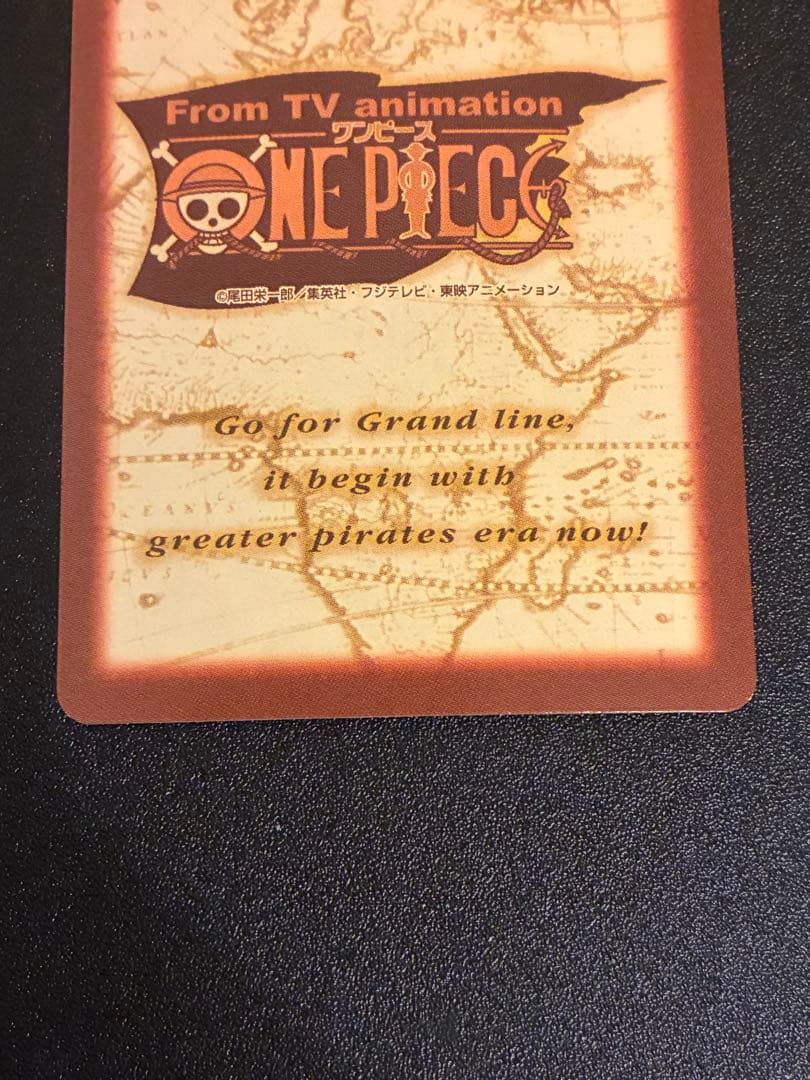 From TV animation
ワンピース
ONE PIECE
©尾田栄一郎／集英社・フジテレビ・東映アニメーション
Go for Grand line,
it begin with
greater pirates era now!